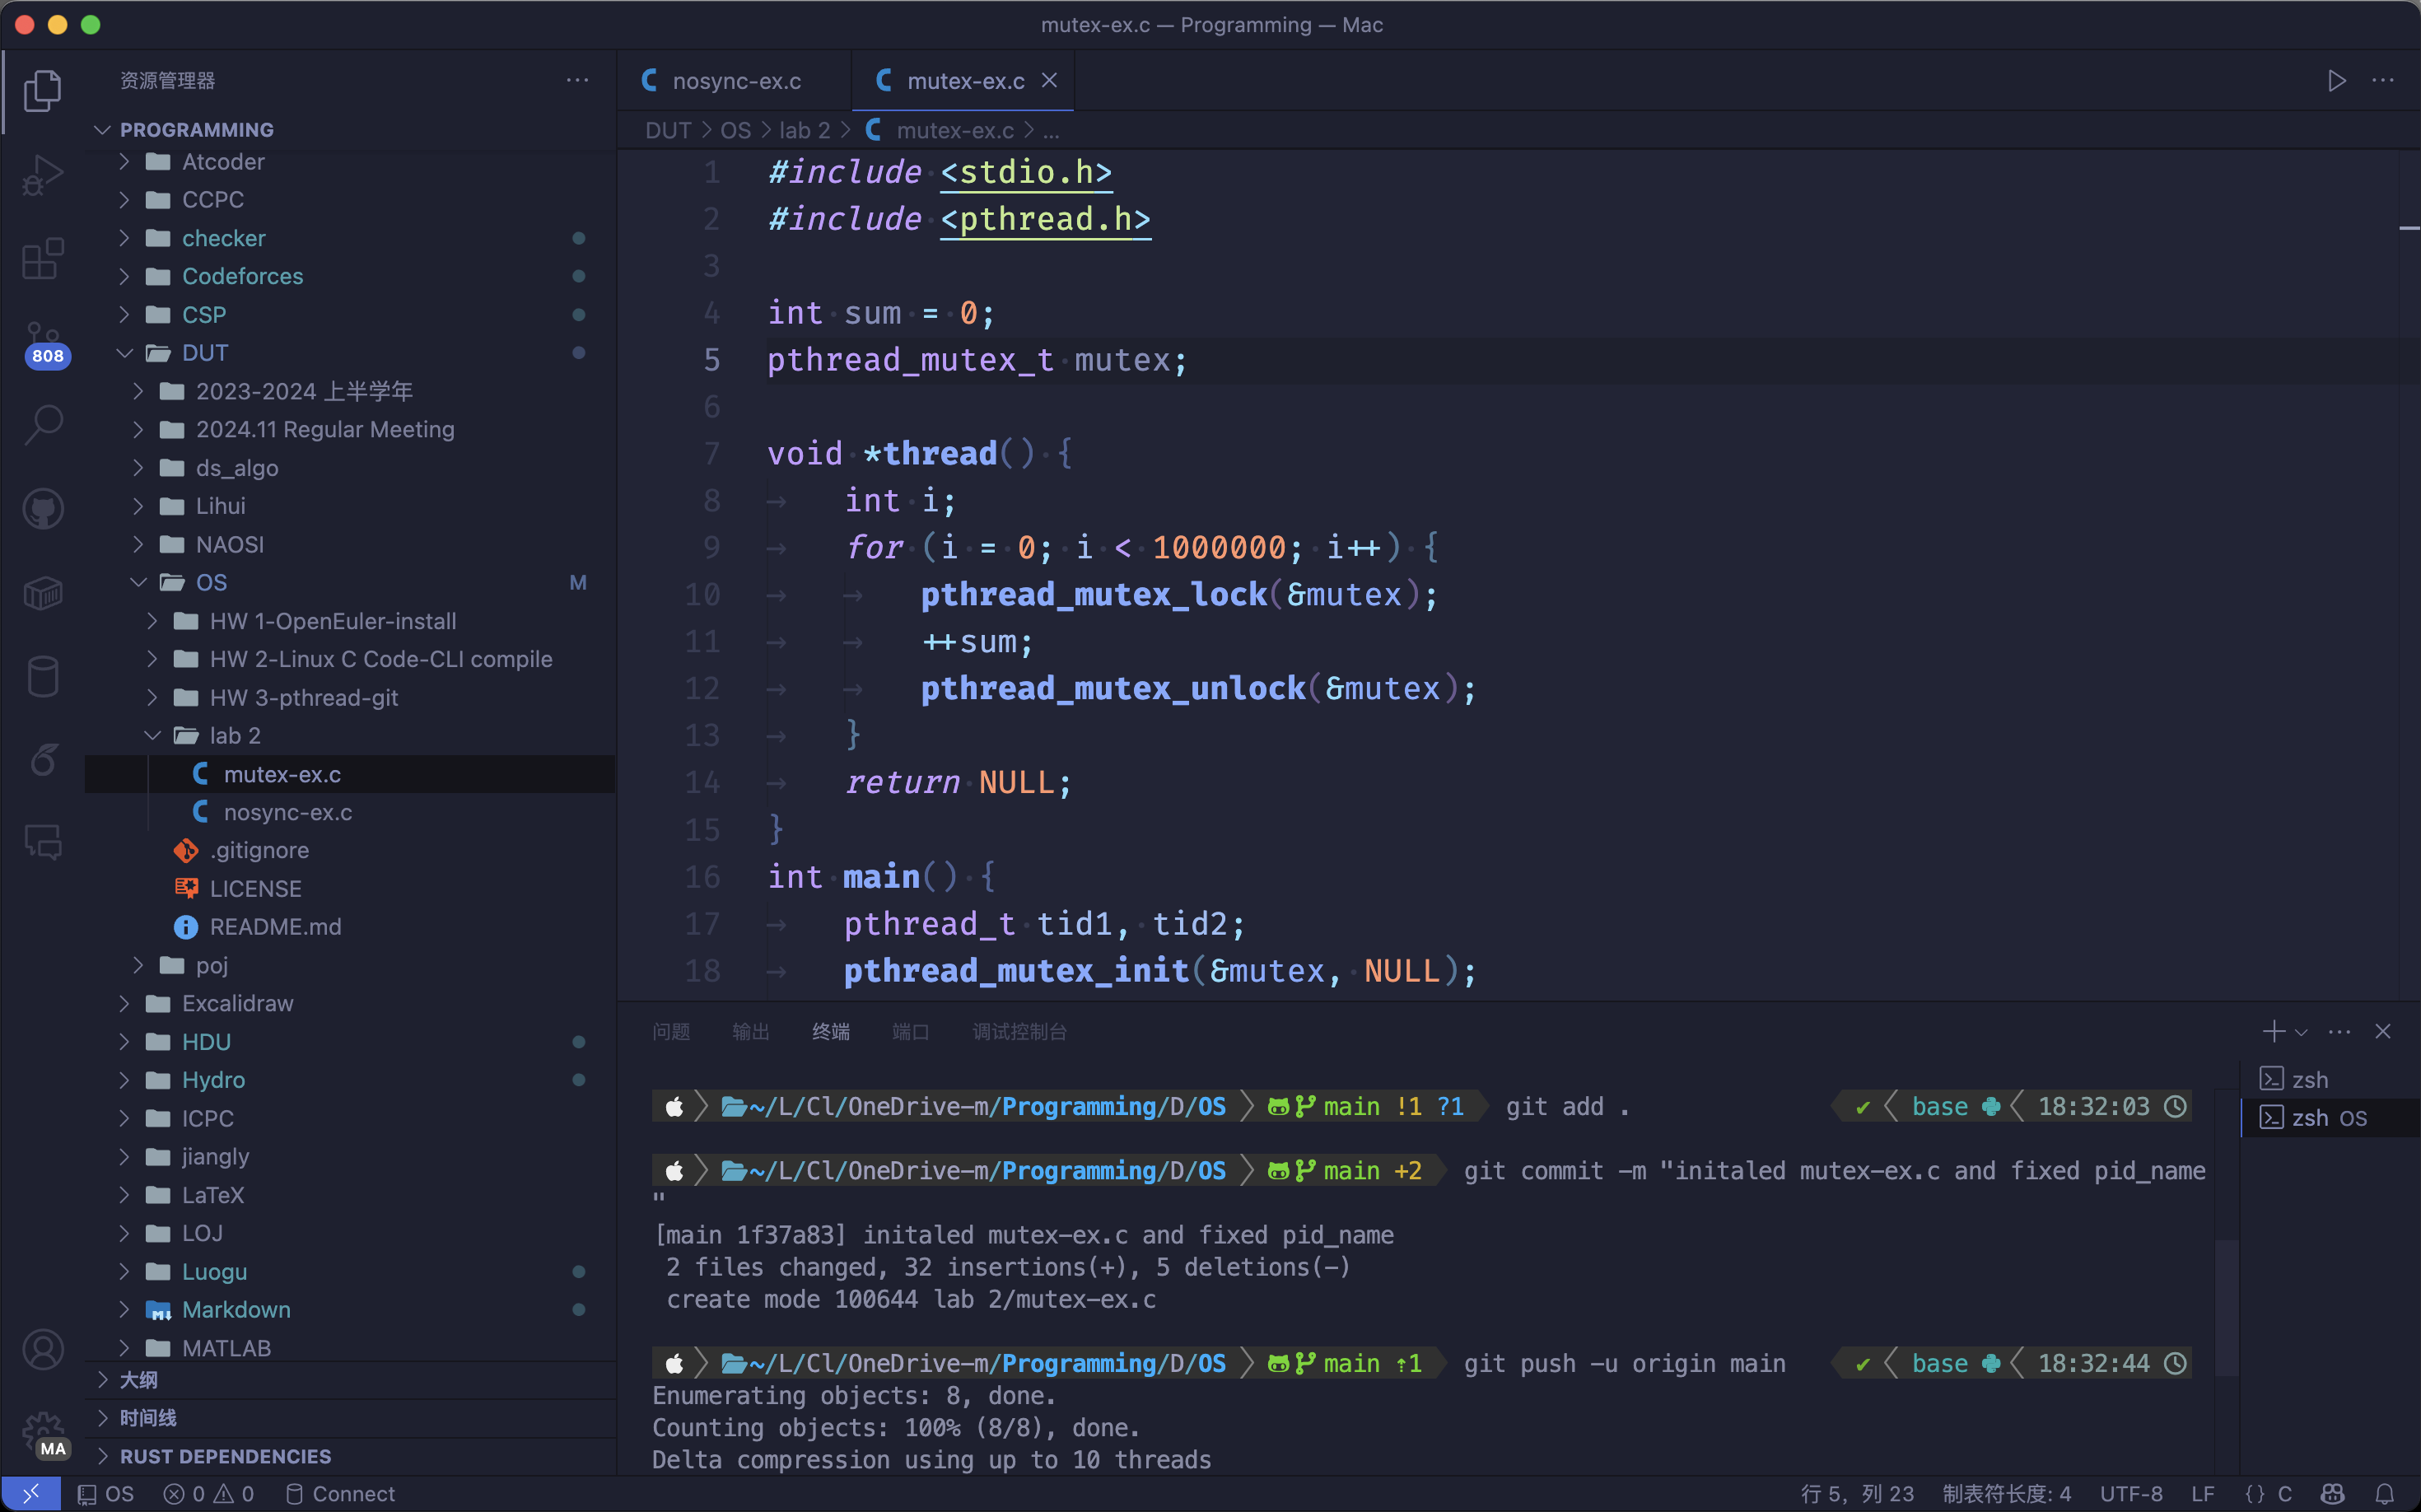 mutex-ex.c — Programming — Mac
资源管理器
PROGRAMMING
Atcoder
CCPC
checker
Codeforces
CSP
DUT
2023-2024 上半学年
2024.11 Regular Meeting
ds_algo
Lihui
NAOSI
OS M
HW 1-OpenEuler-install
HW 2-Linux C Code-CLI compile
HW 3-pthread-git
lab 2
mutex-ex.c
nosync-ex.c
.gitignore
LICENSE
README.md
poj
Excalidraw
HDU
Hydro
ICPC
jiangly
LaTeX
LOJ
Luogu
Markdown
MATLAB
大纲
时间线
RUST DEPENDENCIES
808
MA
nosync-ex.c
mutex-ex.c
DUT > OS > lab 2 > mutex-ex.c > ...
1 #include <stdio.h>
2 #include <pthread.h>
3
4 int sum = 0;
5 pthread_mutex_t mutex;
6
7 void *thread() {
8 int i;
9 for (i = 0; i < 1000000; i++) {
10 pthread_mutex_lock(&mutex);
11 ++sum;
12 pthread_mutex_unlock(&mutex);
13 }
14 return NULL;
15 }
16 int main() {
17 pthread_t tid1, tid2;
18 pthread_mutex_init(&mutex, NULL);
问题 输出 终端 端口 调试控制台
~/L/Cl/OneDrive-m/Programming/D/OS main !1 ?1 git add . ✔ base 18:32:03
~/L/Cl/OneDrive-m/Programming/D/OS main +2 git commit -m "initaled mutex-ex.c and fixed pid_name
"
[main 1f37a83] initaled mutex-ex.c and fixed pid_name
2 files changed, 32 insertions(+), 5 deletions(-)
create mode 100644 lab 2/mutex-ex.c
~/L/Cl/OneDrive-m/Programming/D/OS main ⇡1 git push -u origin main ✔ base 18:32:44
Enumerating objects: 8, done.
Counting objects: 100% (8/8), done.
Delta compression using up to 10 threads
zsh
zsh OS
OS 0 0 Connect
行 5，列 23 制表符长度: 4 UTF-8 LF {} C